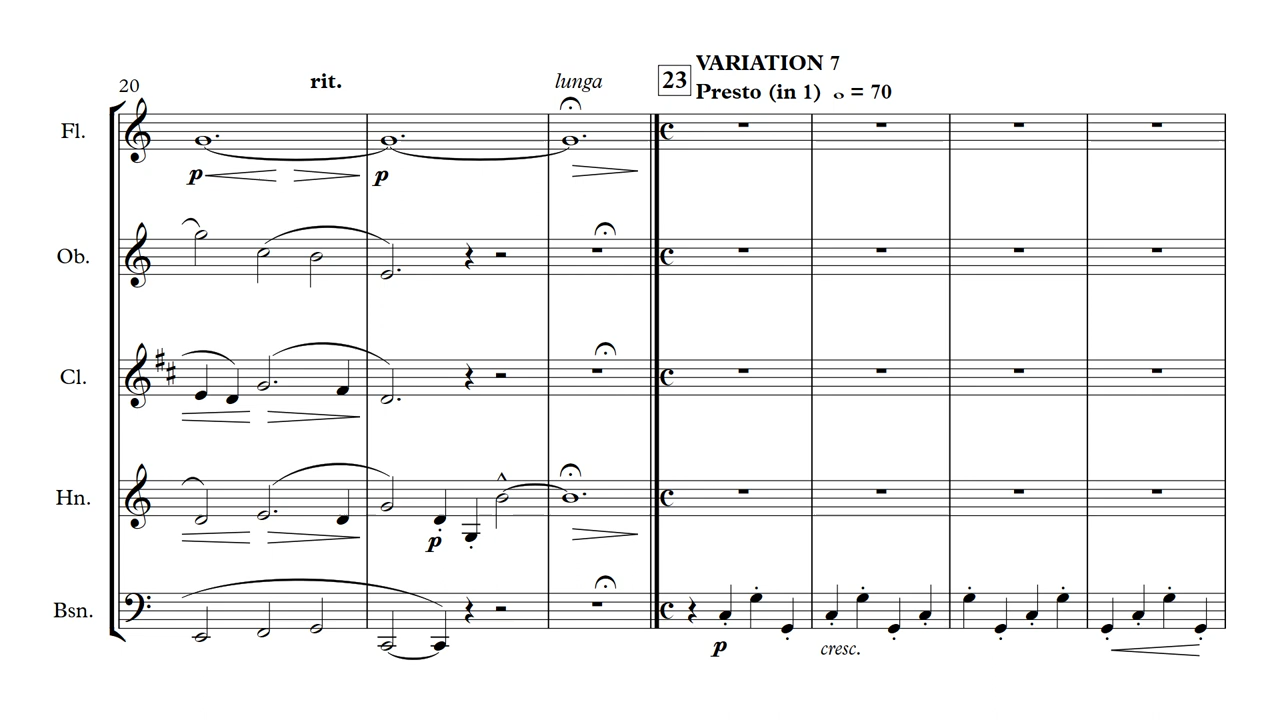 VARIATION 7
20 rit. lunga 23 Presto (in 1) 𝅝 = 70
Fl.
p p
Ob.
Cl.
Hn.
p
Bsn.
p cresc.